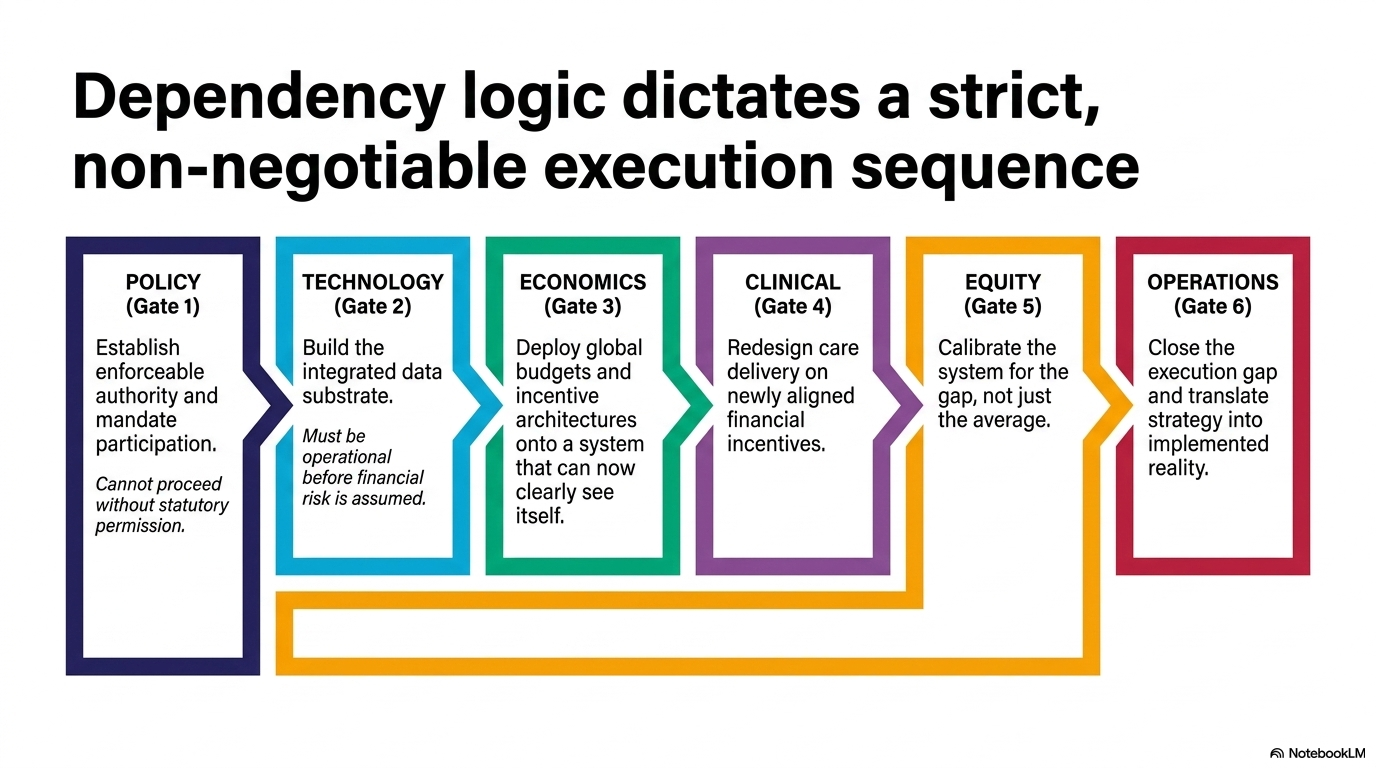 Dependency logic dictates a strict,
non-negotiable execution sequence
POLICY
(Gate 1)
Establish
enforceable
authority and
mandate
participation.
Cannot proceed
without statutory
permission.
TECHNOLOGY
(Gate 2)
Build the
integrated data
substrate.
Must be
operational
before financial
risk is assumed.
ECONOMICS
(Gate 3)
Deploy global
budgets and
incentive
architectures
onto a system
that can now
clearly see
itself.
CLINICAL
(Gate 4)
Redesign care
delivery on
newly aligned
financial
incentives.
EQUITY
(Gate 5)
Calibrate the
system for the
gap, not just
the average.
OPERATIONS
(Gate 6)
Close the
execution gap
and translate
strategy into
implemented
reality.
NotebookLM